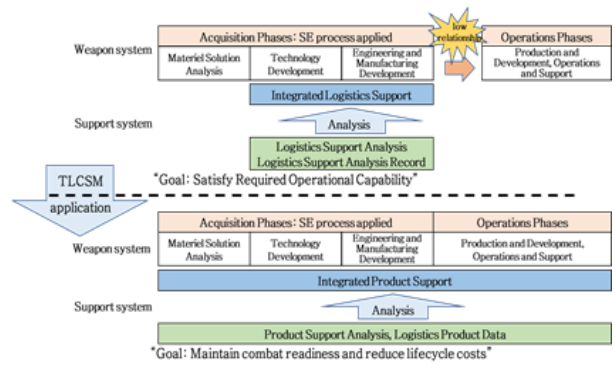 low
relationship
Acquisition Phases: SE process applied
Operations Phases
Weapon system
Materiel Solution
Analysis
Technology
Development
Engineering and
Manufacturing
Development
Production and
Development, Operations
and Support
Integrated Logistics Support
Support system
Analysis
Logistics Support Analysis
Logistics Support Analysis Record
"Goal: Satisfy Required Operational Capability"
TLCSM
application
Acquisition Phases: SE process applied
Operations Phases
Weapon system
Materiel Solution
Analysis
Technology
Development
Engineering and
Manufacturing
Development
Production and Development,
Operations and Support
Integrated Product Support
Support system
Analysis
Product Support Analysis, Logistics Product Data
"Goal: Maintain combat readiness and reduce lifecycle costs"